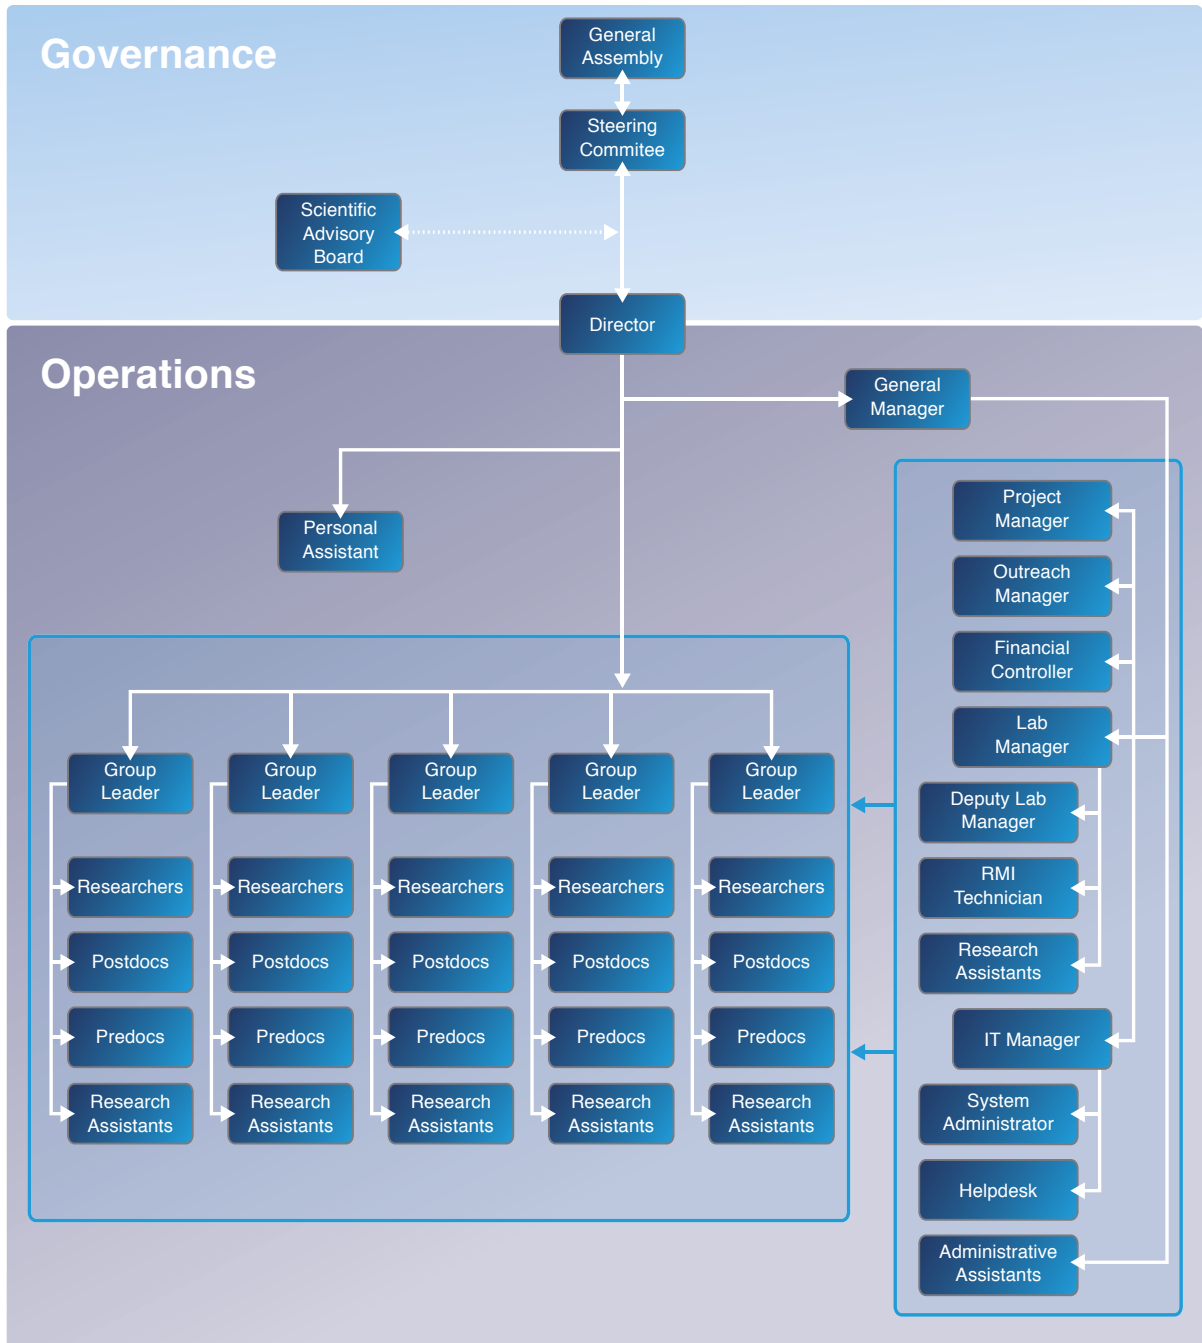 Governance
General
Assembly
Steering
Commitee
Scientific
Advisory
Board
Director
Operations
General
Manager
Personal
Assistant
Project
Manager
Outreach
Manager
Financial
Controller
Lab
Manager
Deputy Lab
Manager
RMI
Technician
Research
Assistants
IT Manager
System
Administrator
Helpdesk
Administrative
Assistants
Group
Leader
Researchers
Postdocs
Predocs
Research
Assistants
Group
Leader
Researchers
Postdocs
Predocs
Research
Assistants
Group
Leader
Researchers
Postdocs
Predocs
Research
Assistants
Group
Leader
Researchers
Postdocs
Predocs
Research
Assistants
Group
Leader
Researchers
Postdocs
Predocs
Research
Assistants